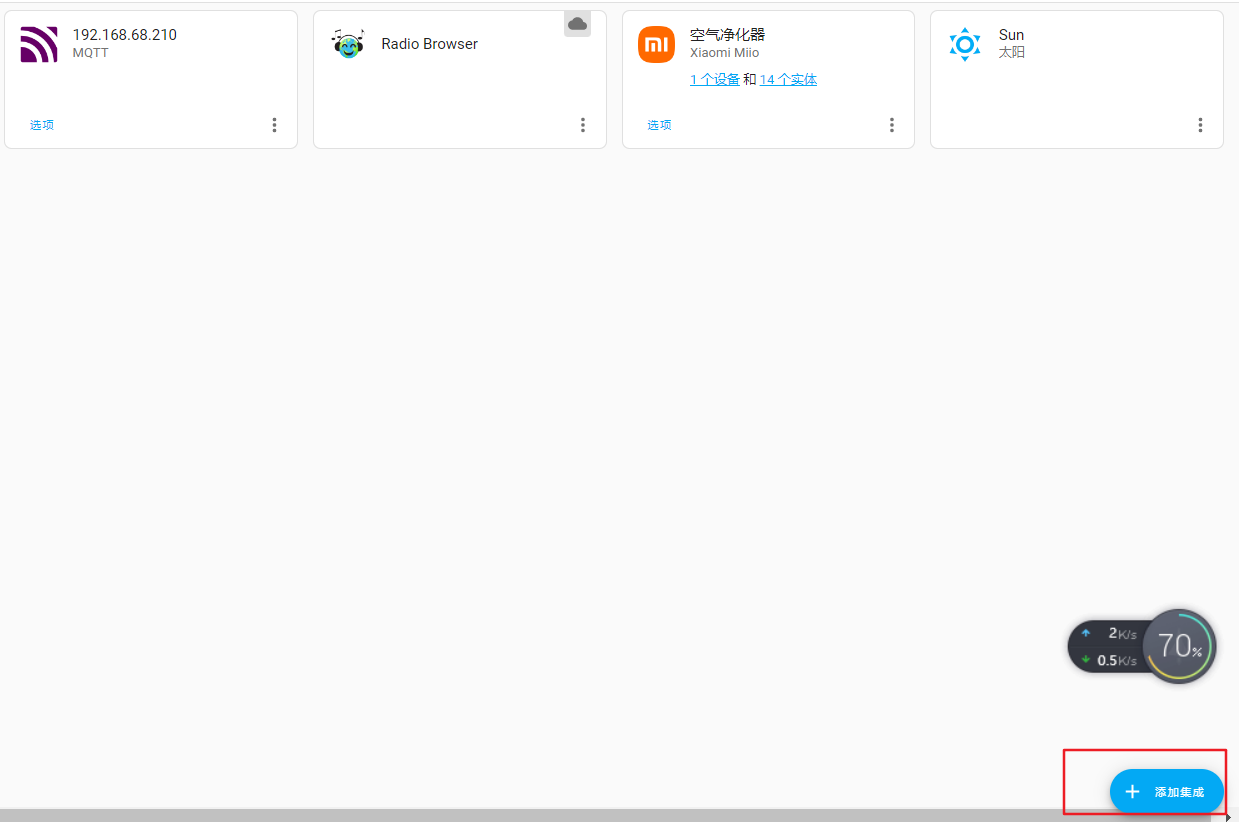 192.168.68.210
MQTT
选项
Radio Browser
空气净化器
Xiaomi Miio
1 个设备 和 14 个实体
选项
Sun
太阳
2K/s
0.5K/s
70%
添加集成